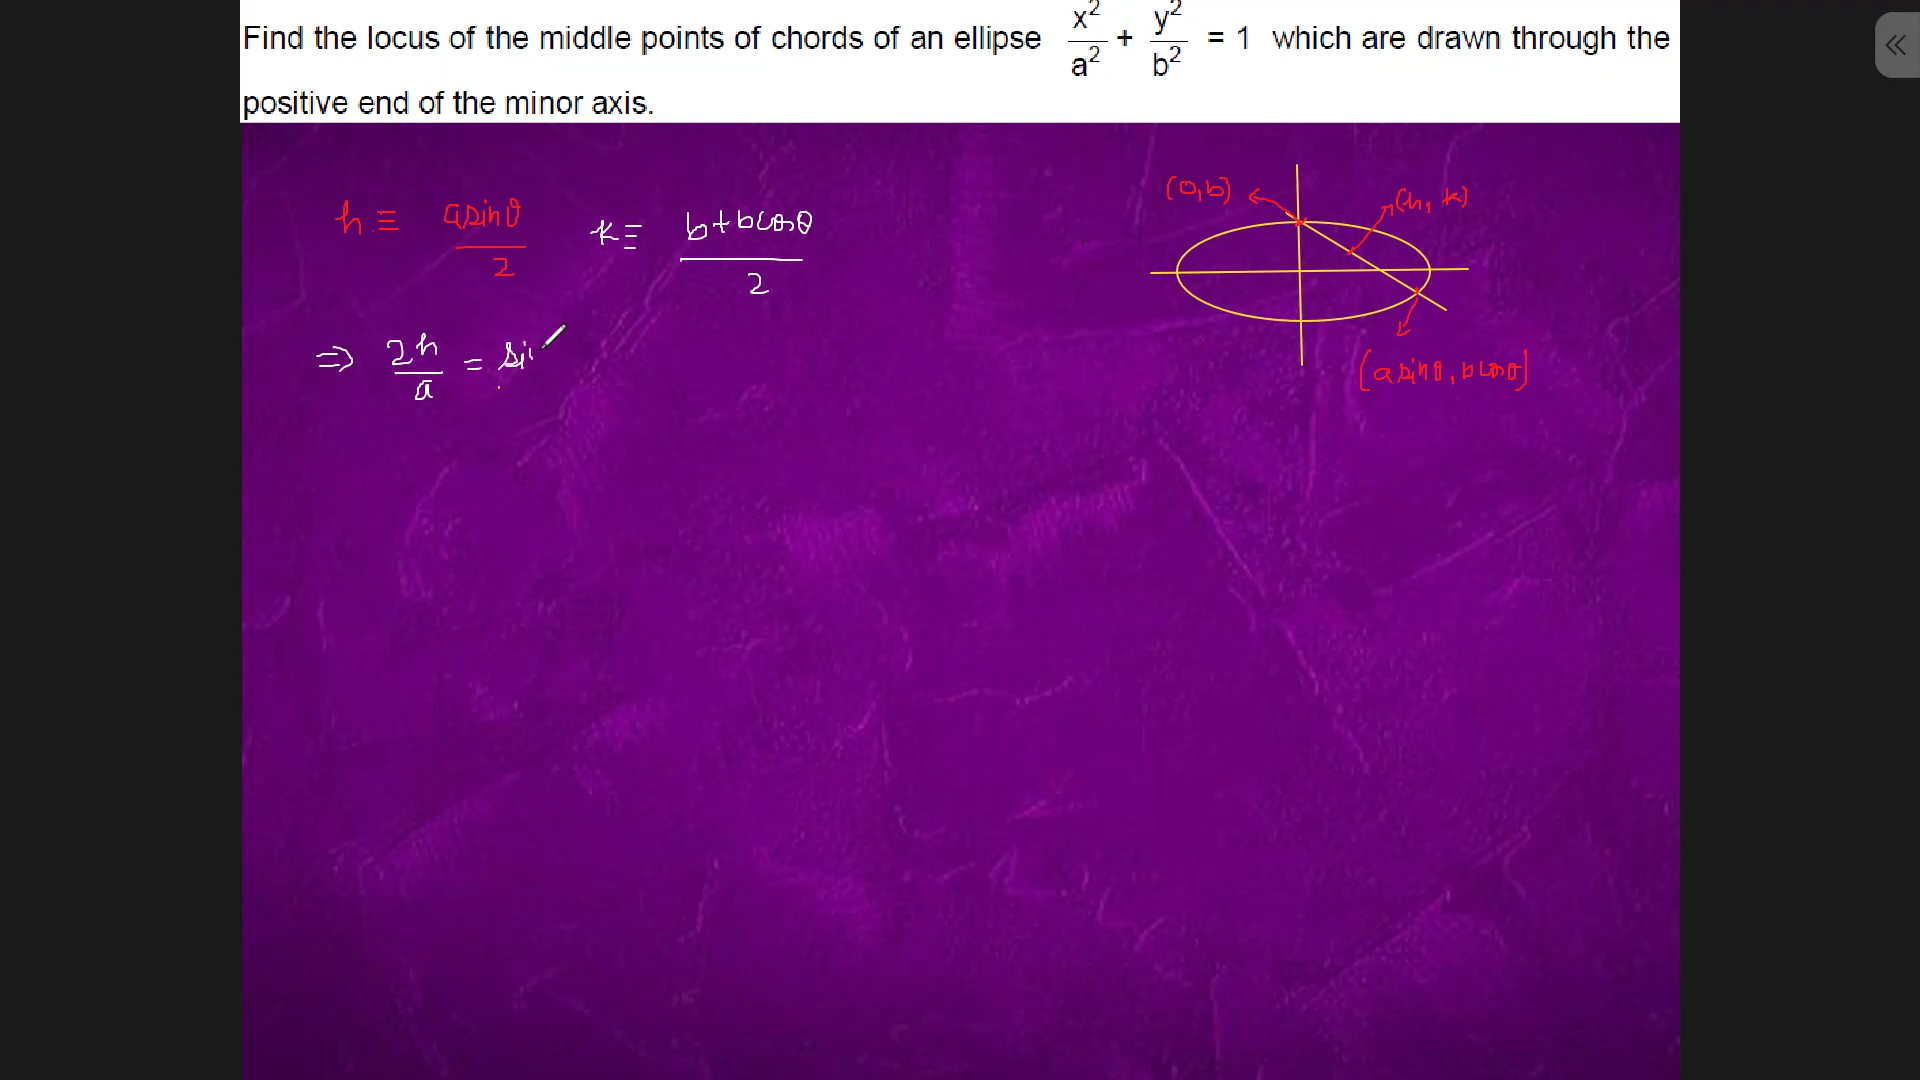 Find the locus of the middle points of chords of an ellipse x²/a² + y²/b² = 1 which are drawn through the
positive end of the minor axis.
h ≡ a sinθ / 2 k ≡ b + b cosθ / 2
(0, b)
(h, k)
⇒ 2h / a = sin
(a sinθ, b cosθ)